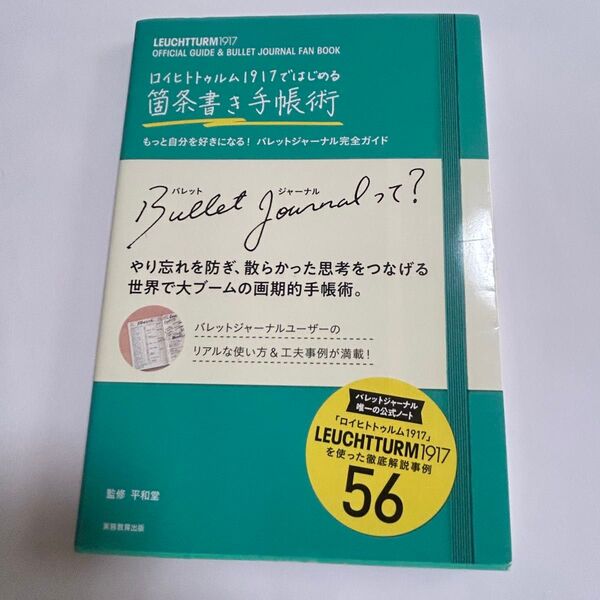 LEUCHTTURM1917
OFFICIAL GUIDE & BULLET JOURNAL FAN BOOK
ロイヒトトゥルム1917ではじめる
箇条書き手帳術
もっと自分を好きになる! バレットジャーナル完全ガイド
バレット ジャーナル
Bullet Journalって?
やり忘れを防ぎ、散らかった思考をつなげる
世界で大ブームの画期的手帳術。
バレットジャーナルユーザーの
リアルな使い方&工夫事例が満載!
バレットジャーナル
唯一の公式ノート
「ロイヒトトゥルム1917」
LEUCHTTURM1917
を使った徹底解説事例
56
監修 平和堂
実務教育出版